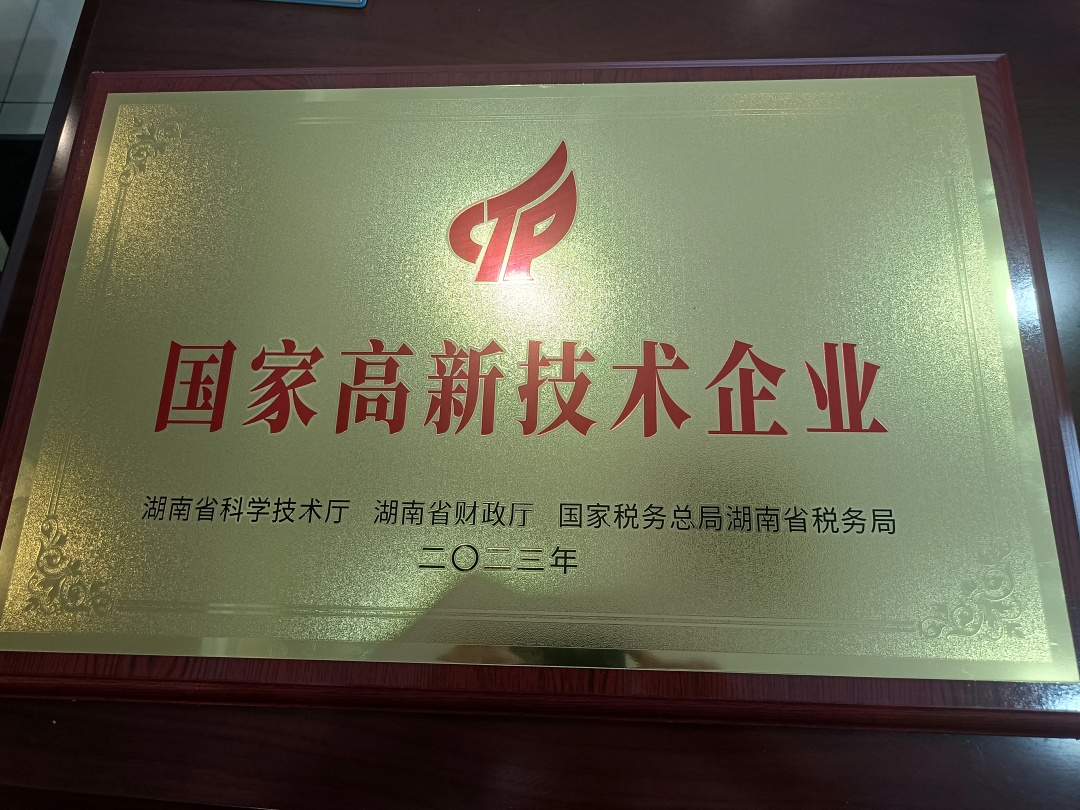 国家高新技术企业
湖南省科学技术厅 湖南省财政厅 国家税务总局湖南省税务局
二〇二三年